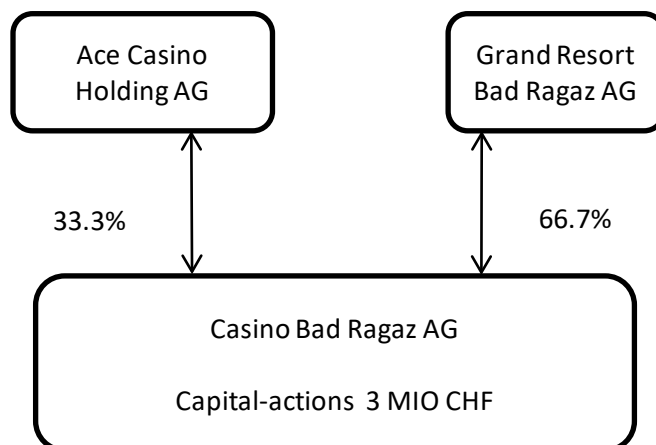 Ace Casino
Holding AG
Grand Resort
Bad Ragaz AG
33.3%
66.7%
Casino Bad Ragaz AG
Capital-actions 3 MIO CHF